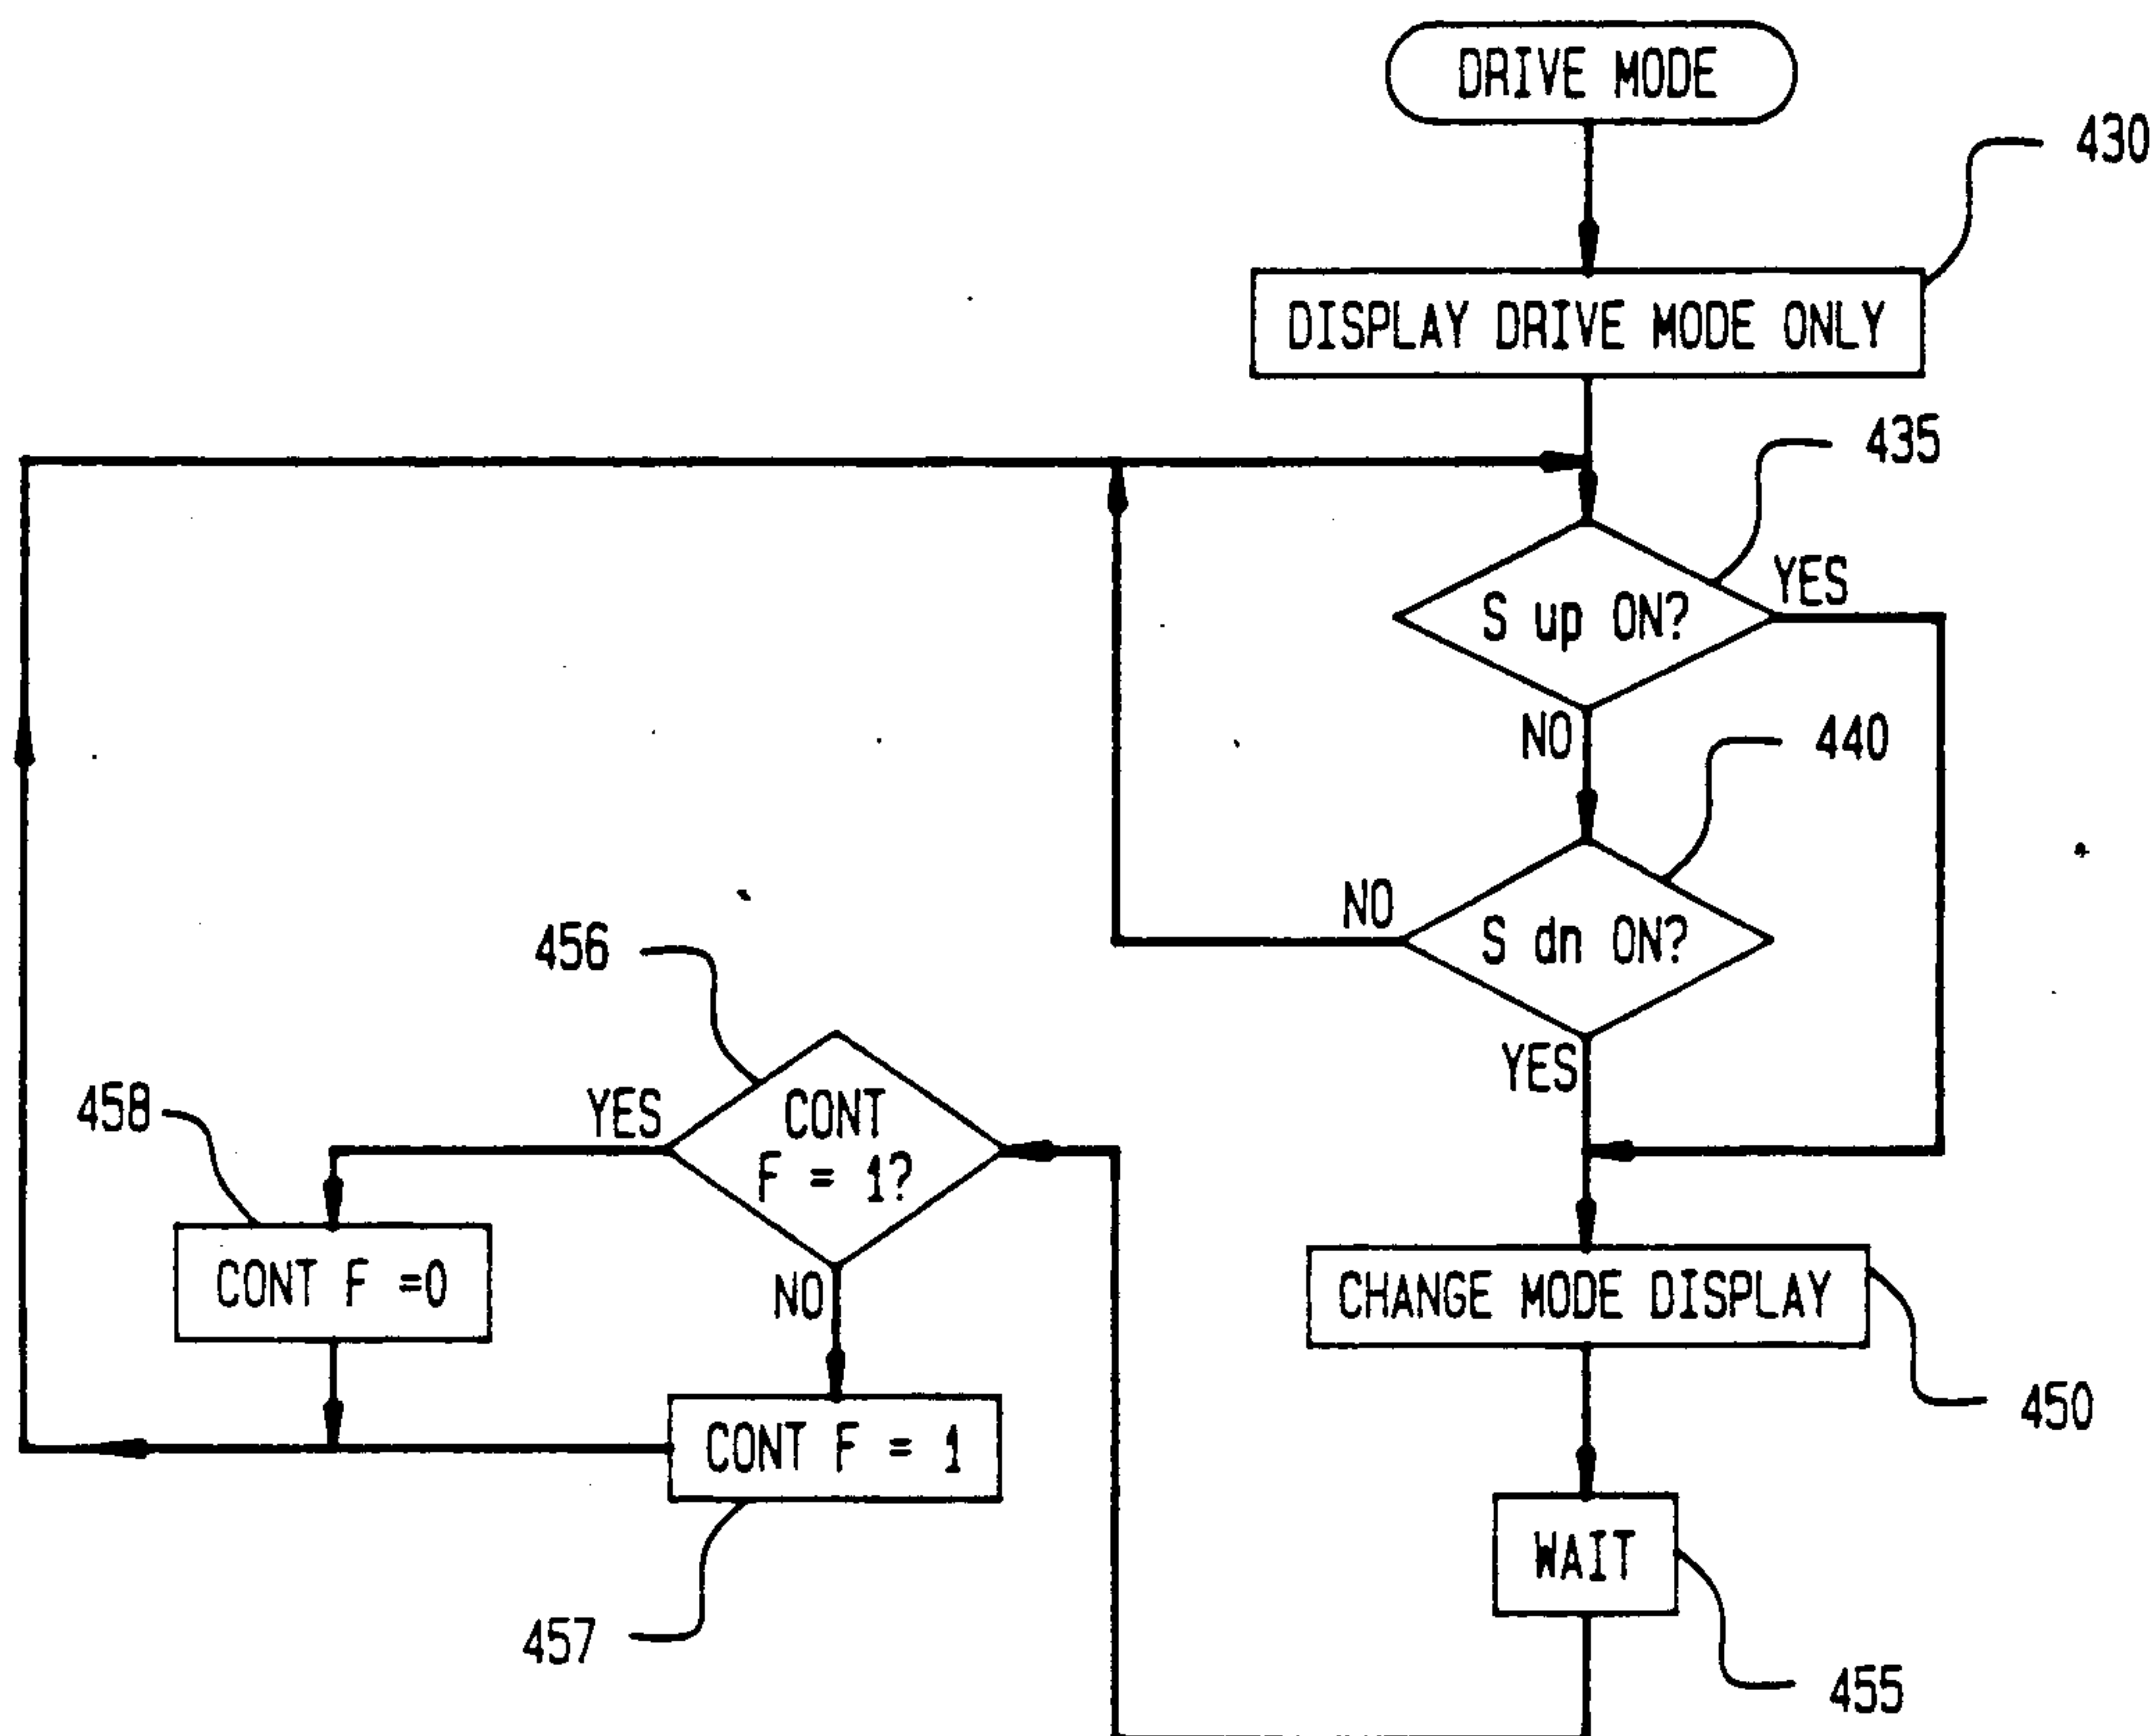 DRIVE MODE
430
DISPLAY DRIVE MODE ONLY
435
S up ON?
YES
NO
440
S dn ON?
NO
YES
456
CONT
F = 1?
YES
NO
458
CONT F =0
CHANGE MODE DISPLAY
450
CONT F = 1
457
WAIT
455